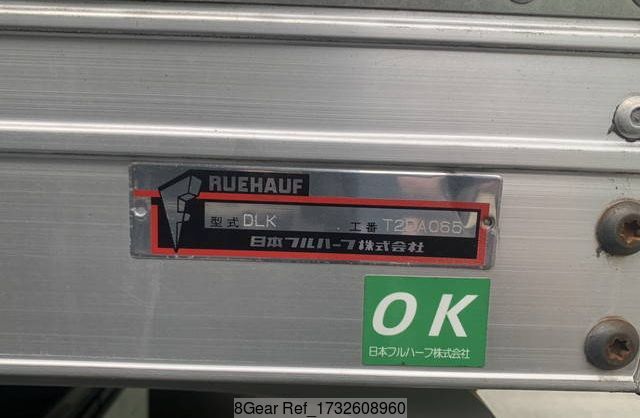 RUEHAUF
型式 DLK 工番 T2DA066
日本フルハーフ株式会社
OK
日本フルハーフ株式会社
8Gear Ref_1732608960